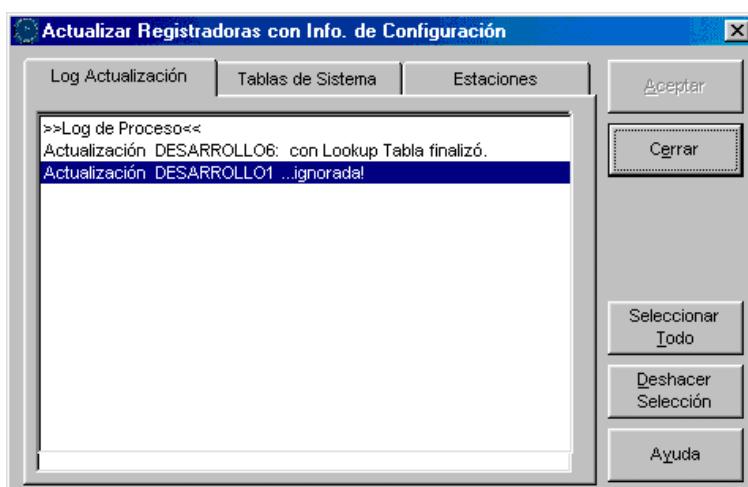 Actualizar Registradoras con Info. de Configuración
Log Actualización
Tablas de Sistema
Estaciones
Aceptar
>>Log de Proceso<<
Actualización  DESARROLLO6:  con Lookup Tabla finalizó.
Actualización  DESARROLLO1  ...ignorada!
Cerrar
Seleccionar
Todo
Deshacer
Selección
Ayuda